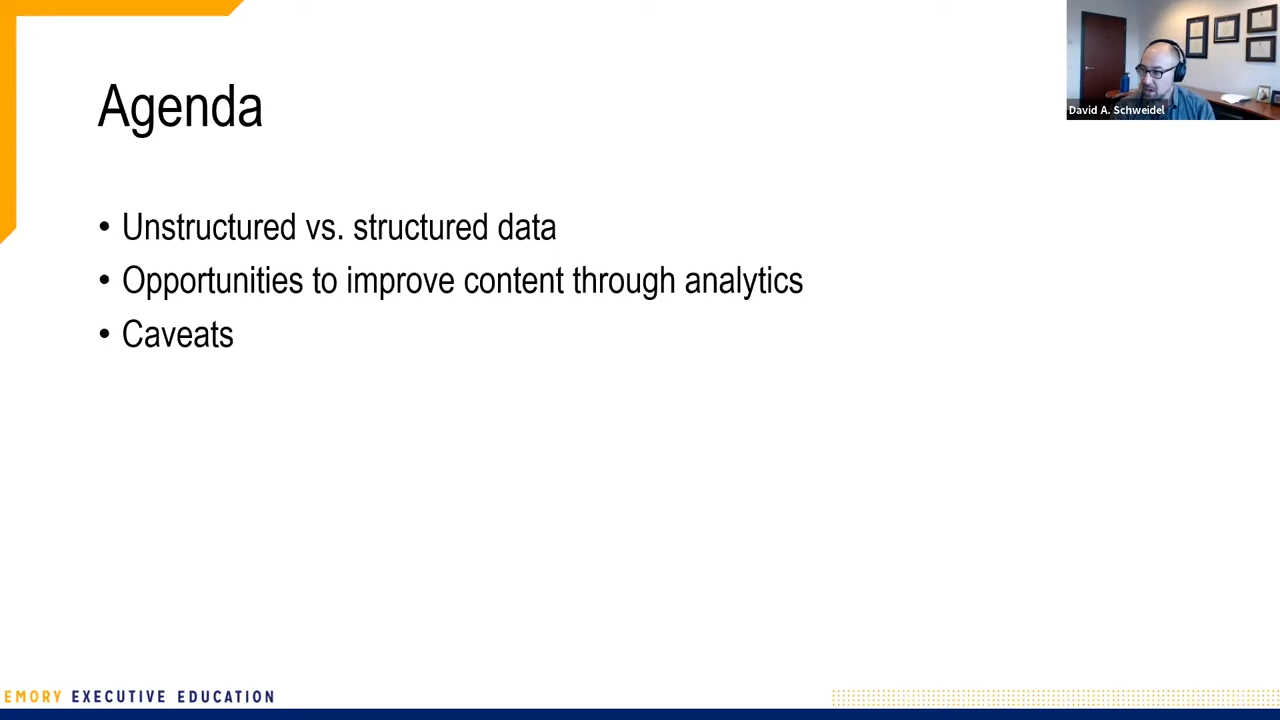 Agenda
David A. Schweidel
• Unstructured vs. structured data
• Opportunities to improve content through analytics
• Caveats
EMORY EXECUTIVE EDUCATION